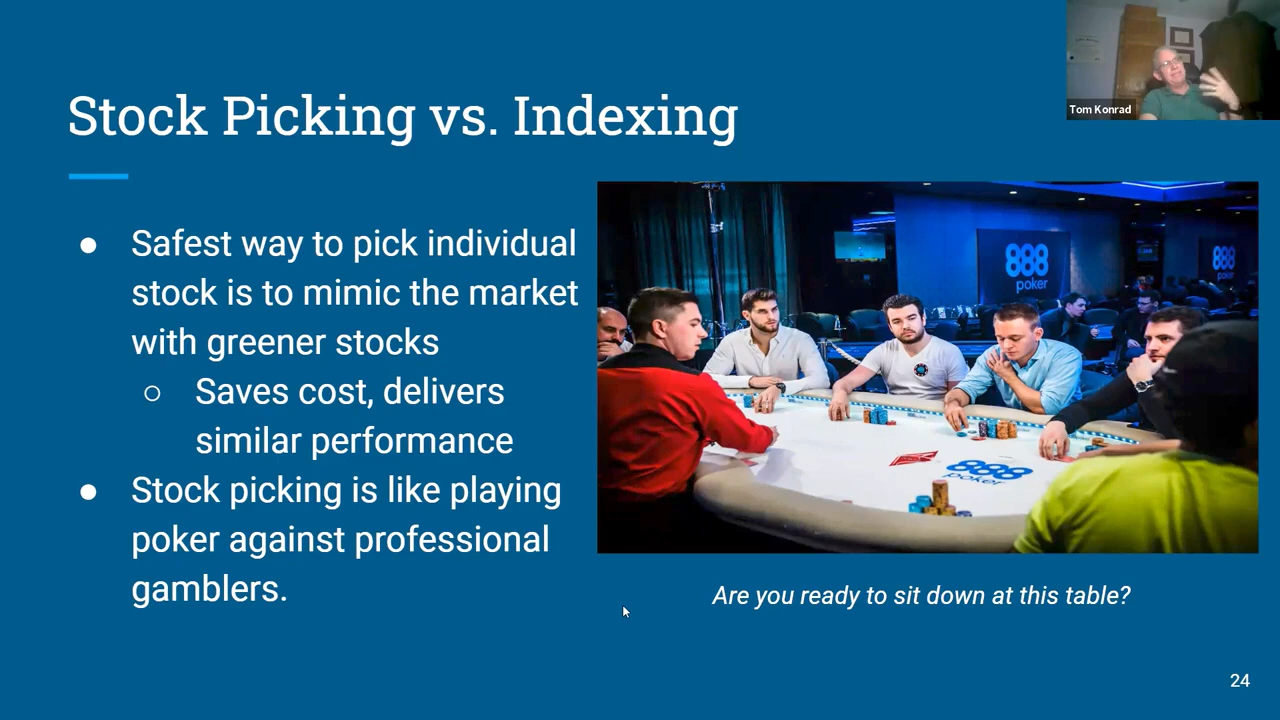 Tom Konrad
Stock Picking vs. Indexing
● Safest way to pick individual
stock is to mimic the market
with greener stocks
○ Saves cost, delivers
similar performance
● Stock picking is like playing
poker against professional
gamblers.
888
poker
888
poker
888
poker
Are you ready to sit down at this table?
24